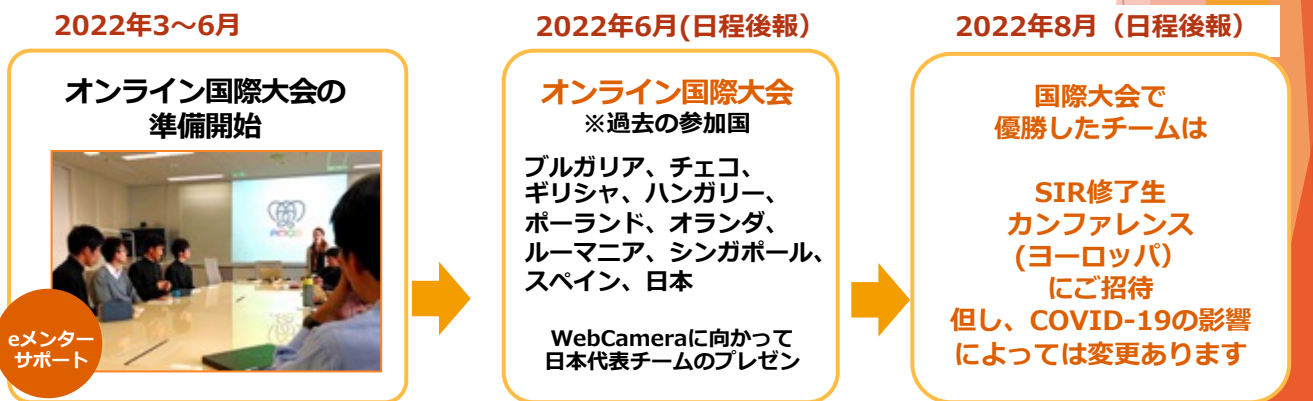 2022年3～6月
オンライン国際大会の
準備開始
eメンター
サポート
2022年6月(日程後報）
オンライン国際大会
※過去の参加国
ブルガリア、チェコ、
ギリシャ、ハンガリー、
ポーランド、オランダ、
ルーマニア、シンガポール、
スペイン、日本
WebCameraに向かって
日本代表チームのプレゼン
2022年8月（日程後報）
国際大会で
優勝したチームは
SIR修了生
カンファレンス
(ヨーロッパ）
にご招待
但し、COVID-19の影響
によっては変更あります